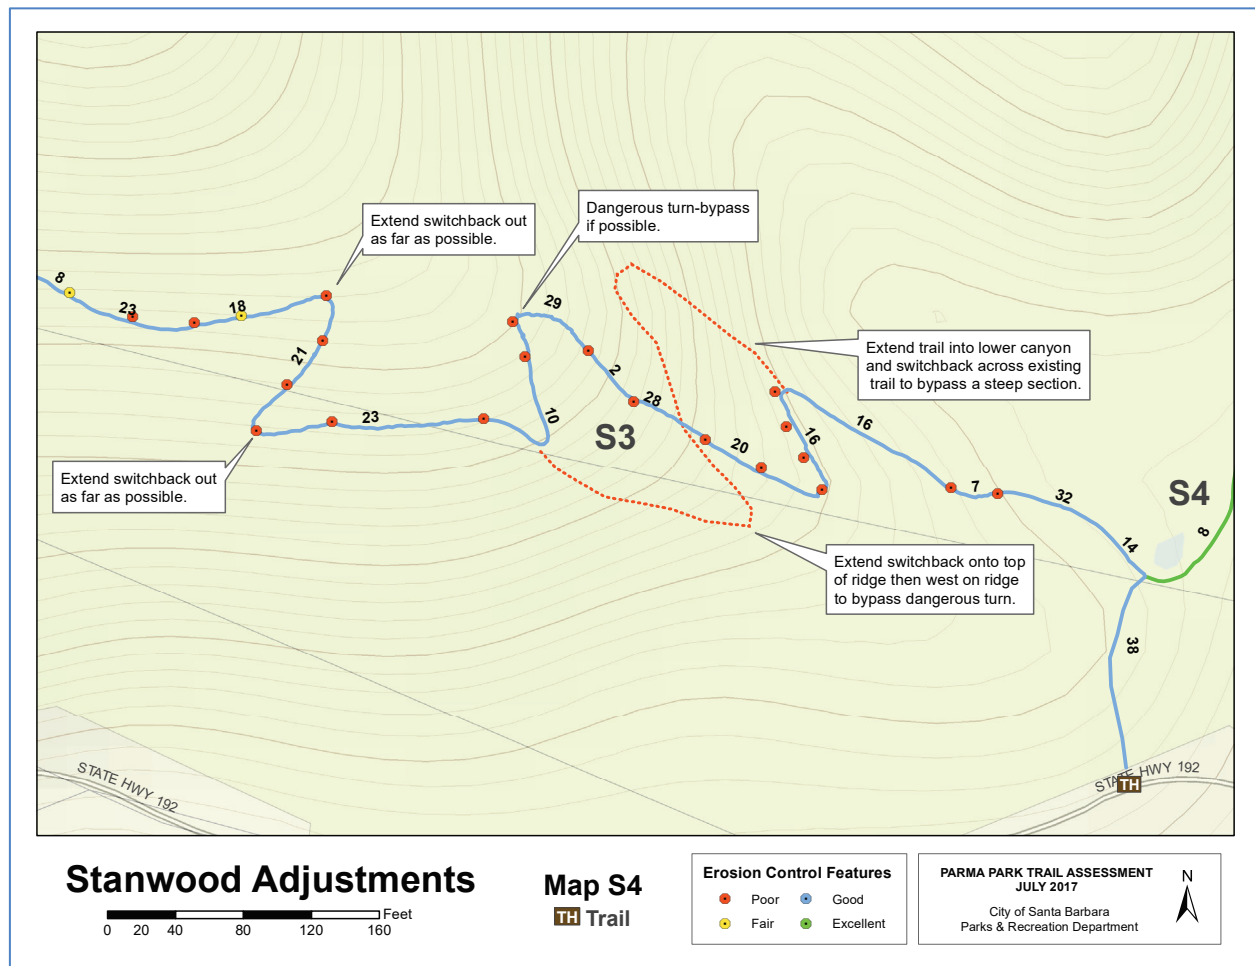 Extend switchback out
as far as possible.
Dangerous turn-bypass
if possible.
8
23
18
21
23
29
2
28
10
20
16
16
7
32
14
8
38
S3
S4
Extend trail into lower canyon
and switchback across existing
trail to bypass a steep section.
Extend switchback out
as far as possible.
Extend switchback onto top
of ridge then west on ridge
to bypass dangerous turn.
STATE HWY 192
STATE HWY 192
TH
Stanwood Adjustments
Feet
0 20 40 80 120 160
Map S4
TH Trail
Erosion Control Features
Poor Good
Fair Excellent
PARMA PARK TRAIL ASSESSMENT
JULY 2017
City of Santa Barbara
Parks & Recreation Department
N